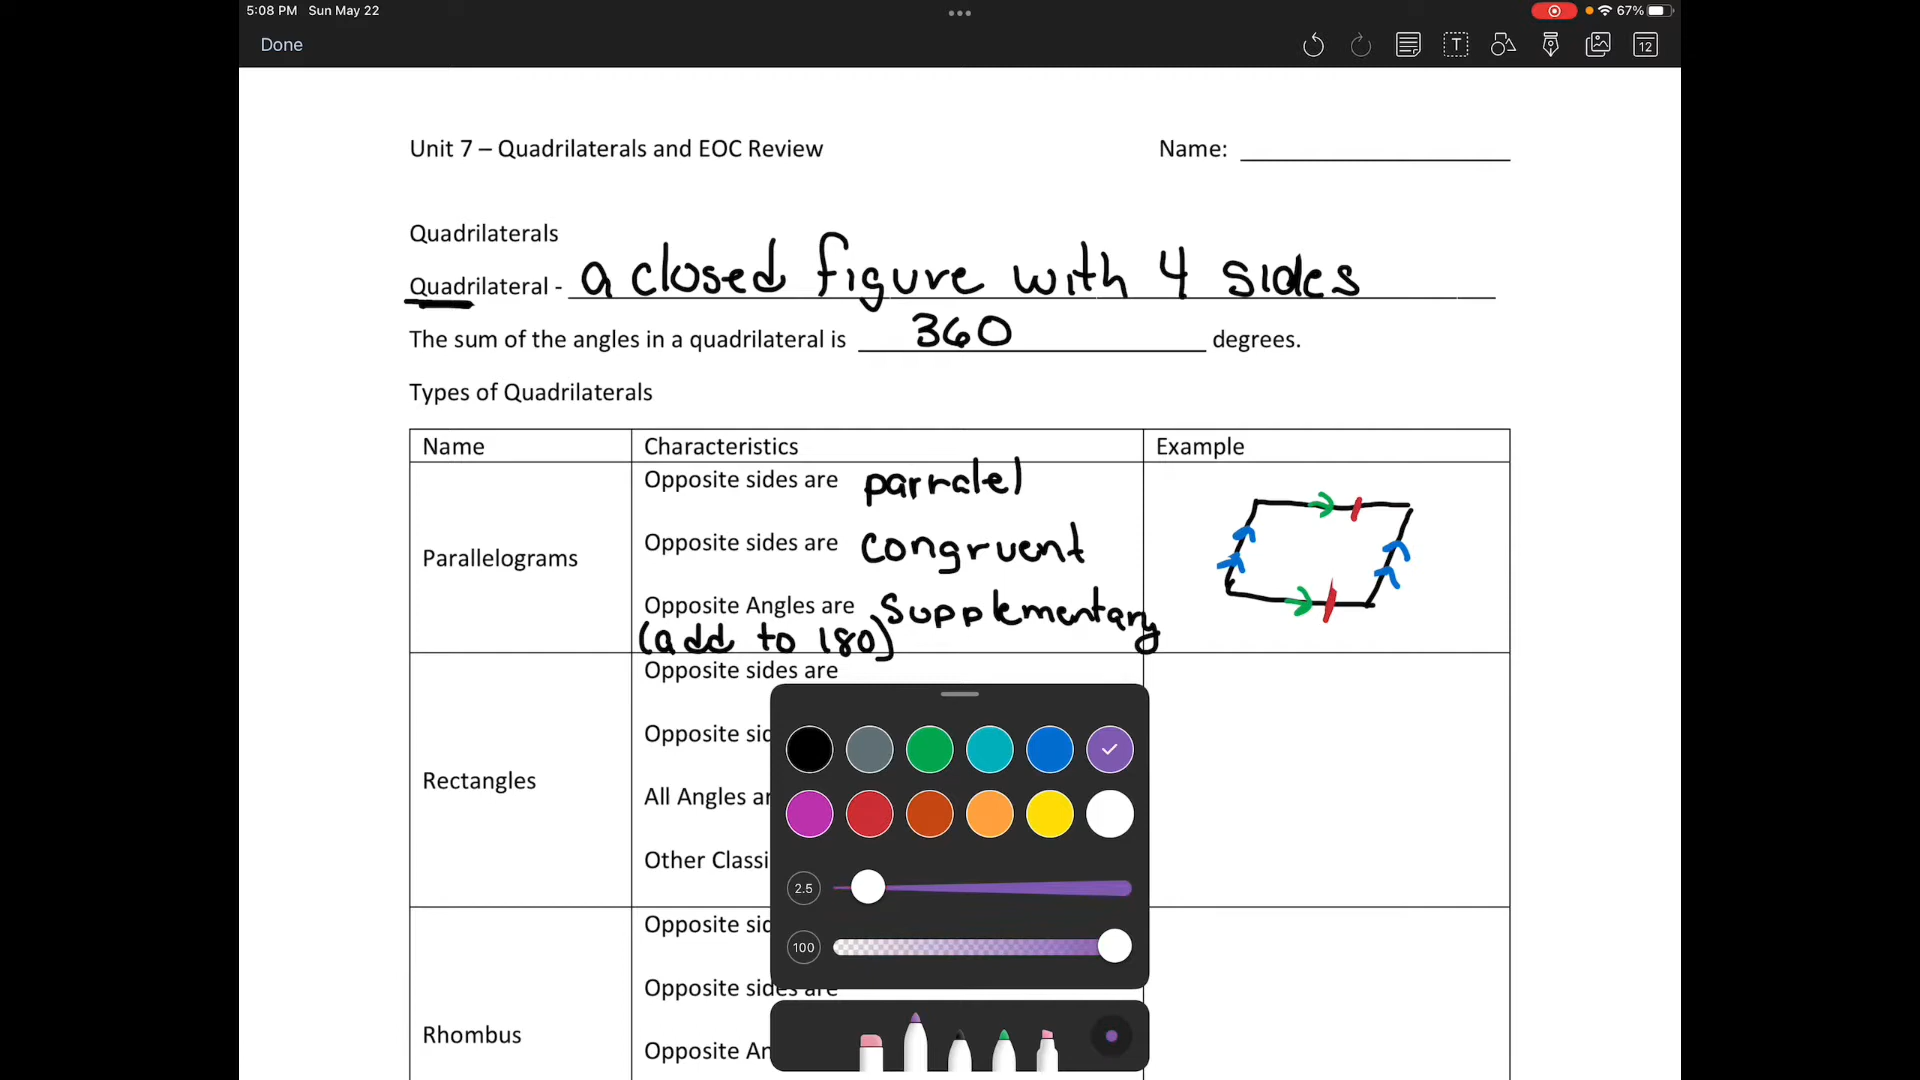 5:08 PM Sun May 22
67%
Done
T
12
Unit 7 – Quadrilaterals and EOC Review Name:
Quadrilaterals
Quadrilateral - a closed figure with 4 sides
The sum of the angles in a quadrilateral is 360 degrees.
Types of Quadrilaterals
Name Characteristics Example
Opposite sides are parralel
Opposite sides are congruent
Parallelograms
Opposite Angles are supplementary
(add to 180)
Opposite sides are
Opposite sid
Rectangles
All Angles ar
Other Classi
2.5
Opposite sid
100
Opposite sides are
Rhombus
Opposite An